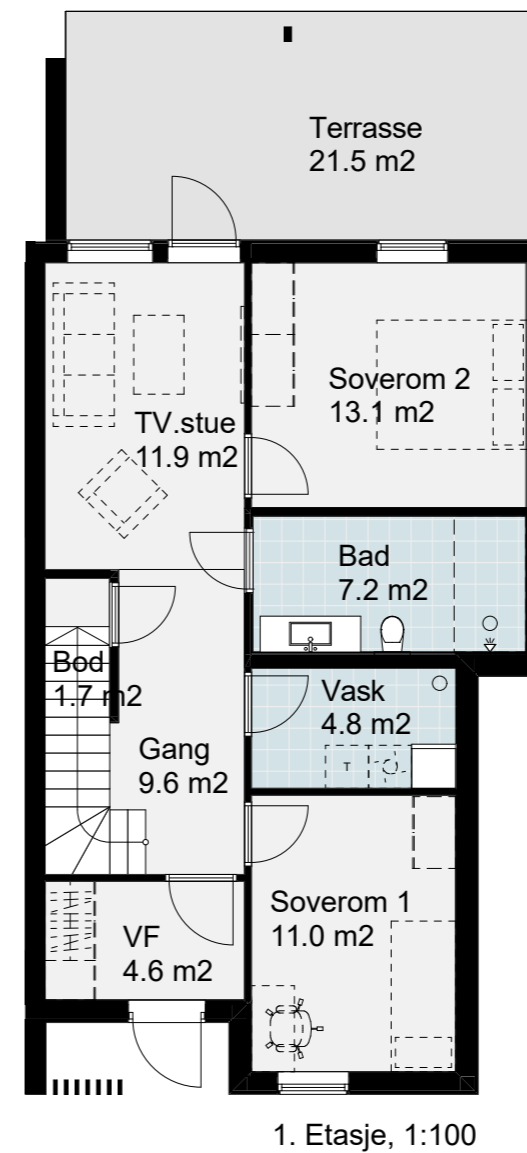 Terrasse
21.5 m2
Soverom 2
13.1 m2
TV.stue
11.9 m2
Bad
7.2 m2
Bod
1.7 m2
Vask
4.8 m2
T
Gang
9.6 m2
Soverom 1
11.0 m2
VF
4.6 m2
1. Etasje, 1:100